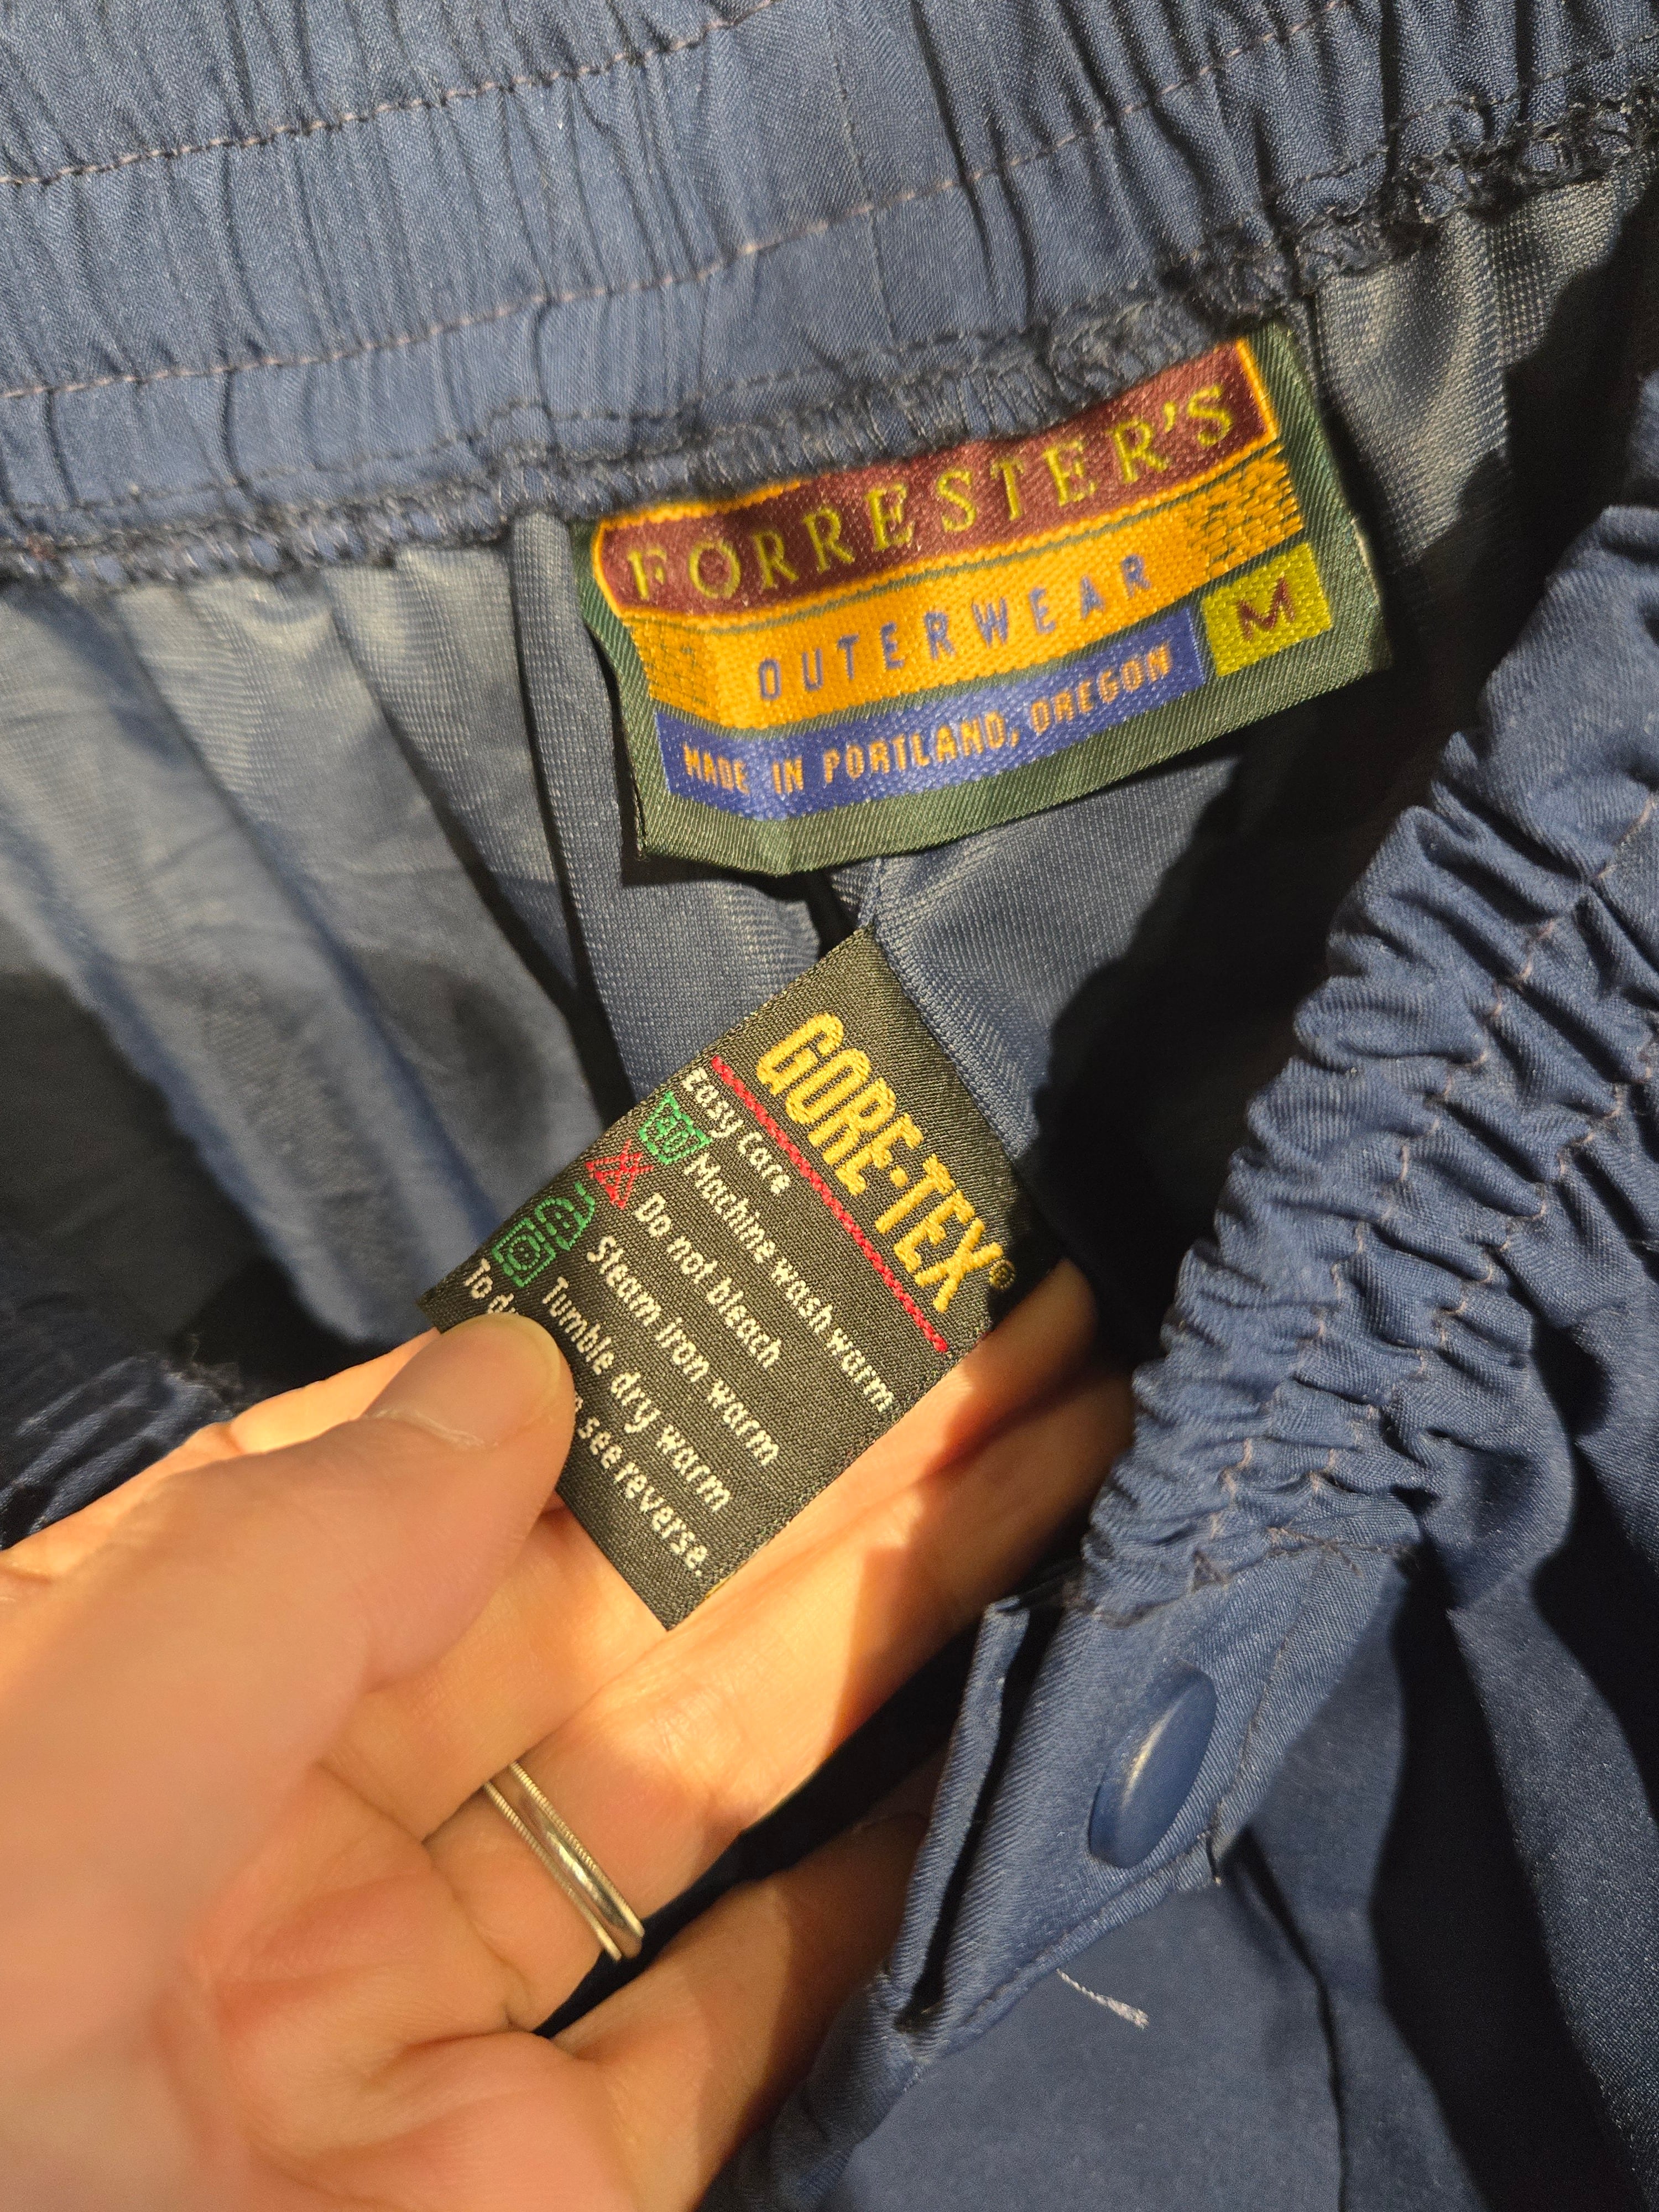 FORRESTER'S
OUTERWEAR
MADE IN PORTLAND, OREGON
M
GORE-TEX®
Easy Care
Machine wash warm
Do not bleach
Steam iron warm
Tumble dry warm
To see reverse.